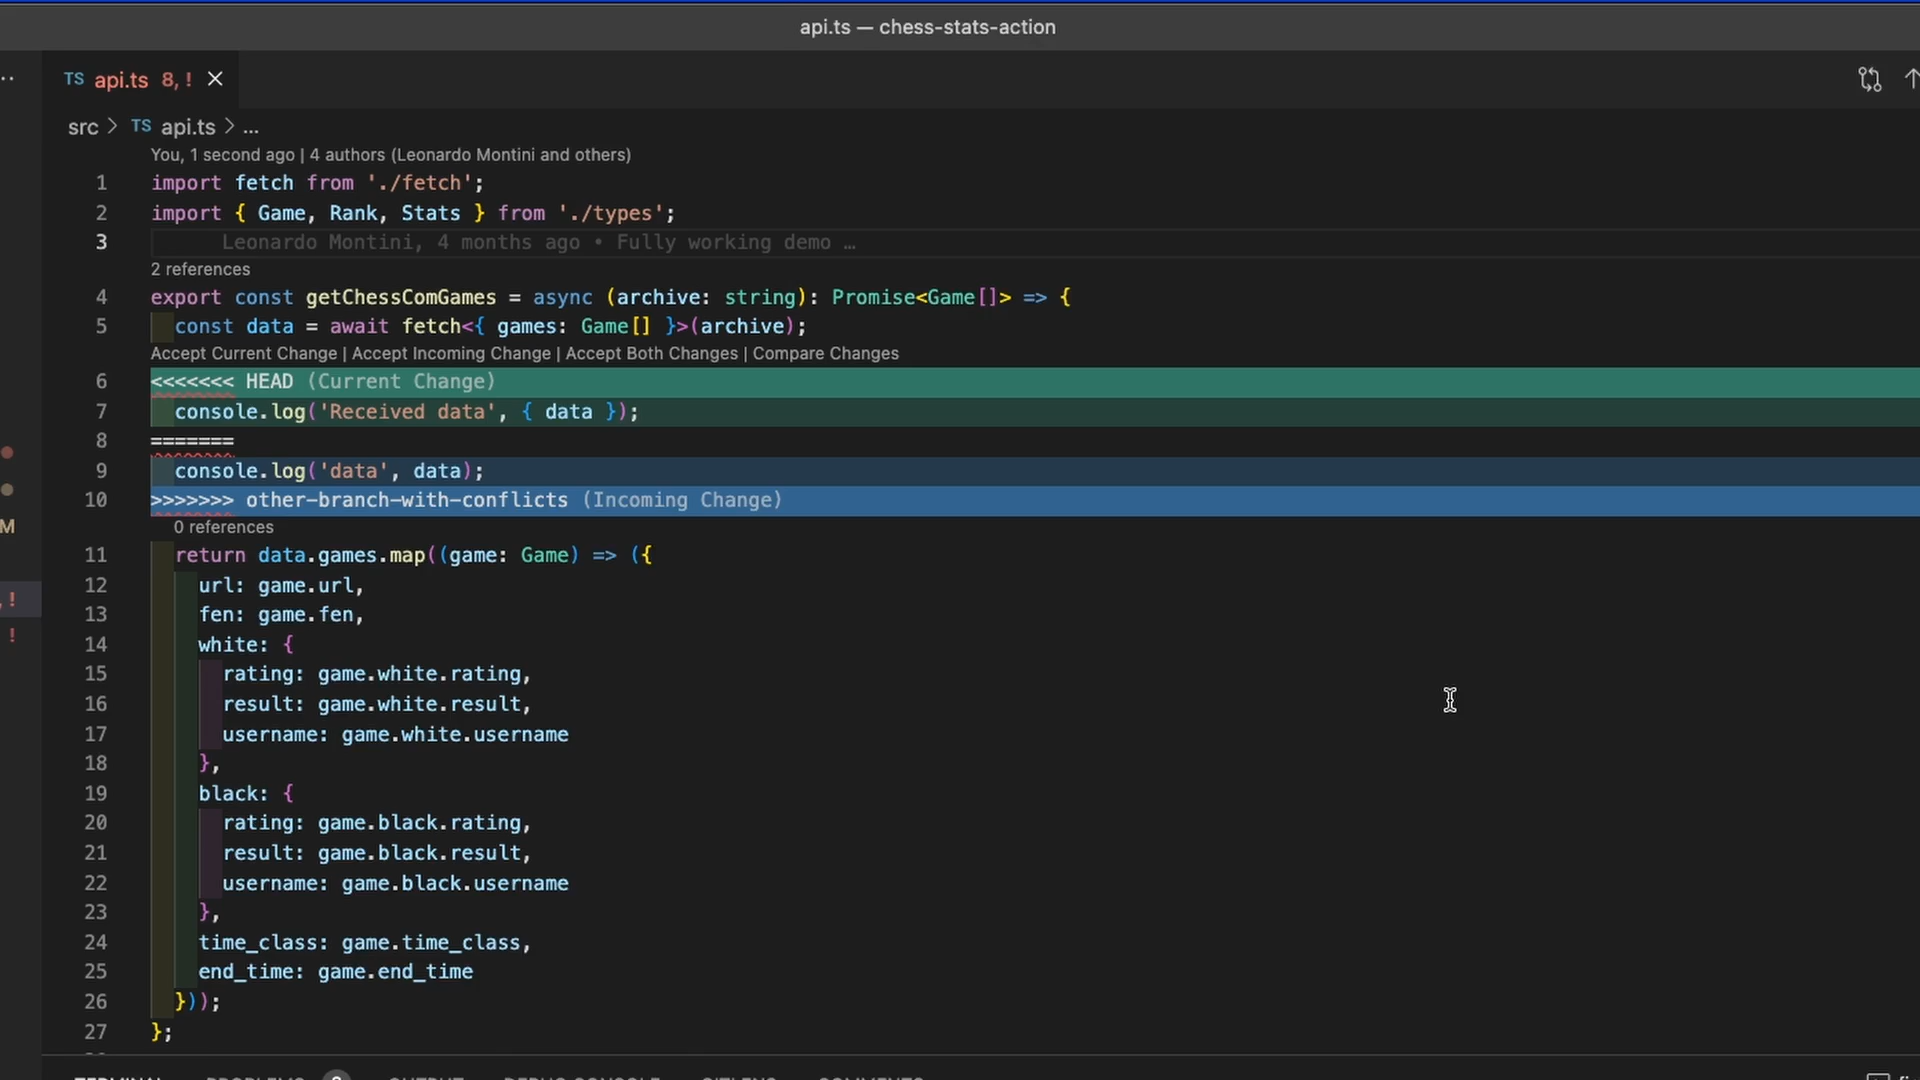 api.ts — chess-stats-action
TS api.ts 8, !
src > TS api.ts > ...
You, 1 second ago | 4 authors (Leonardo Montini and others)
1 import fetch from './fetch';
2 import { Game, Rank, Stats } from './types';
3 Leonardo Montini, 4 months ago • Fully working demo …
2 references
4 export const getChessComGames = async (archive: string): Promise<Game[]> => {
5 const data = await fetch<{ games: Game[] }>(archive);
Accept Current Change | Accept Incoming Change | Accept Both Changes | Compare Changes
6 <<<<<<< HEAD (Current Change)
7 console.log('Received data', { data });
8 =======
9 console.log('data', data);
10 >>>>>>> other-branch-with-conflicts (Incoming Change)
0 references
11 return data.games.map((game: Game) => ({
12 url: game.url,
13 fen: game.fen,
14 white: {
15 rating: game.white.rating,
16 result: game.white.result,
17 username: game.white.username
18 },
19 black: {
20 rating: game.black.rating,
21 result: game.black.result,
22 username: game.black.username
23 },
24 time_class: game.time_class,
25 end_time: game.end_time
26 }));
27 };
M
, !
!
TERMINAL PROBLEMS OUTPUT DEBUG CONSOLE GITLENS COMMENTS